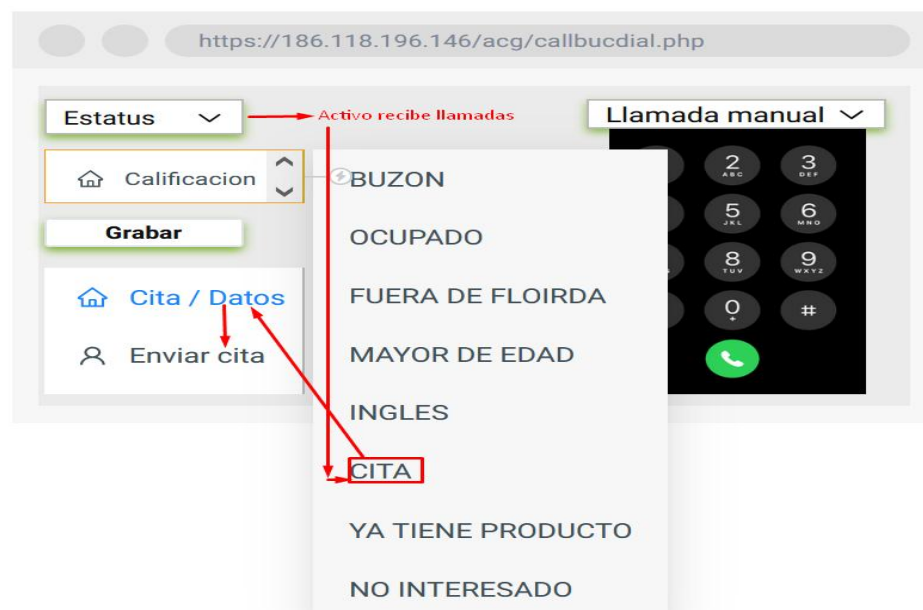 https://186.118.196.146/acg/callbucdial.php
Estatus
Activo recibe llamadas
Llamada manual
Calificacion
Grabar
Cita / Datos
Enviar cita
BUZON
OCUPADO
FUERA DE FLOIRDA
MAYOR DE EDAD
INGLES
CITA
YA TIENE PRODUCTO
NO INTERESADO
2
ABC
3
DEF
5
JKL
6
MNO
8
TUV
9
WXYZ
0
+
#